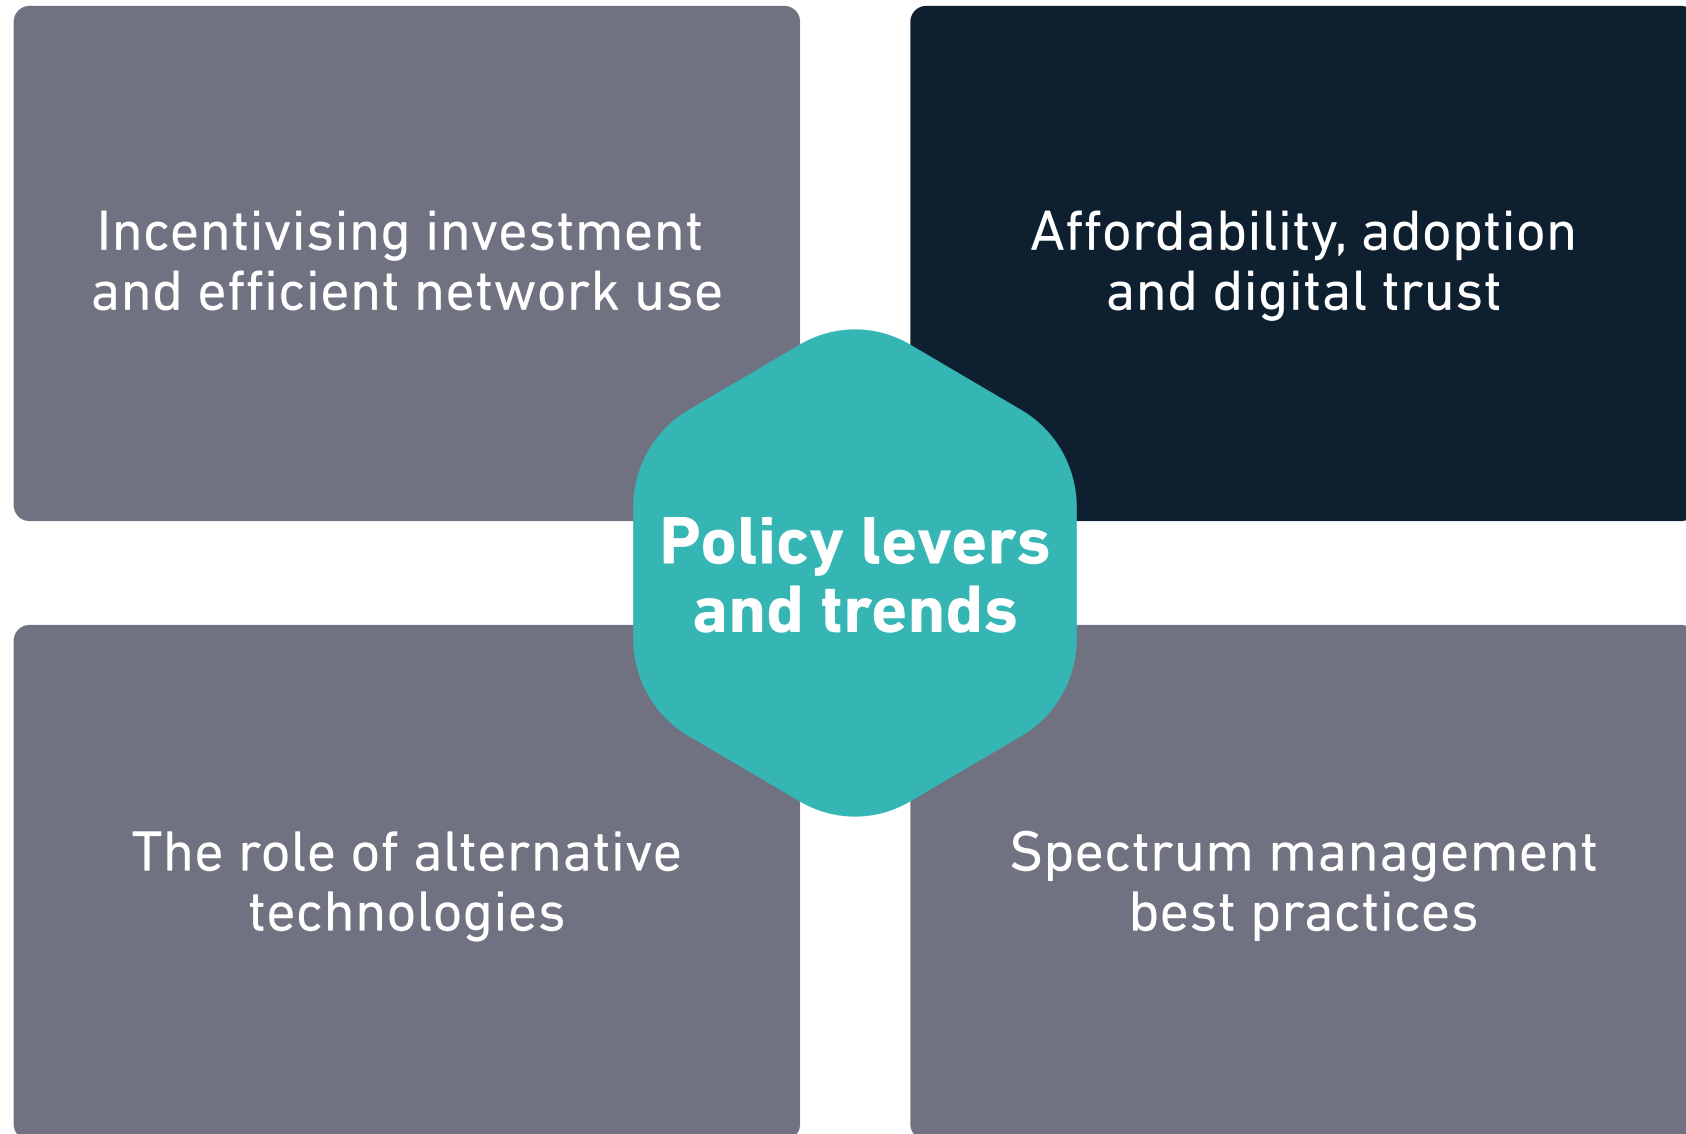 Incentivising investment
and efficient network use
Affordability, adoption
and digital trust
Policy levers
and trends
The role of alternative
technologies
Spectrum management
best practices